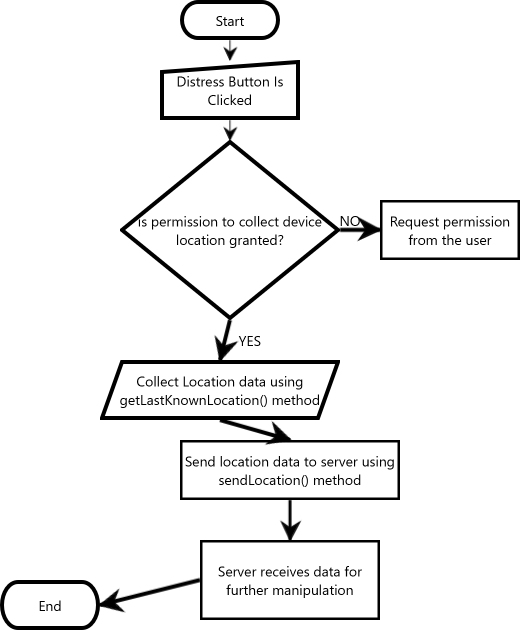 Start
Distress Button Is
Clicked
Is permission to collect device
location granted?
NO
Request permission
from the user
YES
Collect Location data using
getLastKnownLocation() method
Send location data to server using
sendLocation() method
Server receives data for
further manipulation
End